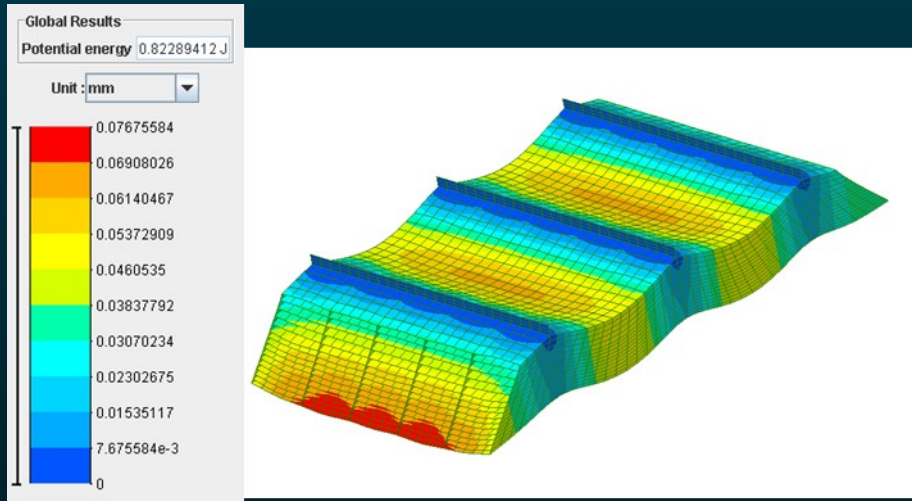 Global Results
Potential energy 0.82289412 J
Unit : mm
0.07675584
0.06908026
0.06140467
0.05372909
0.0460535
0.03837792
0.03070234
0.02302675
0.01535117
7.675584e-3
0